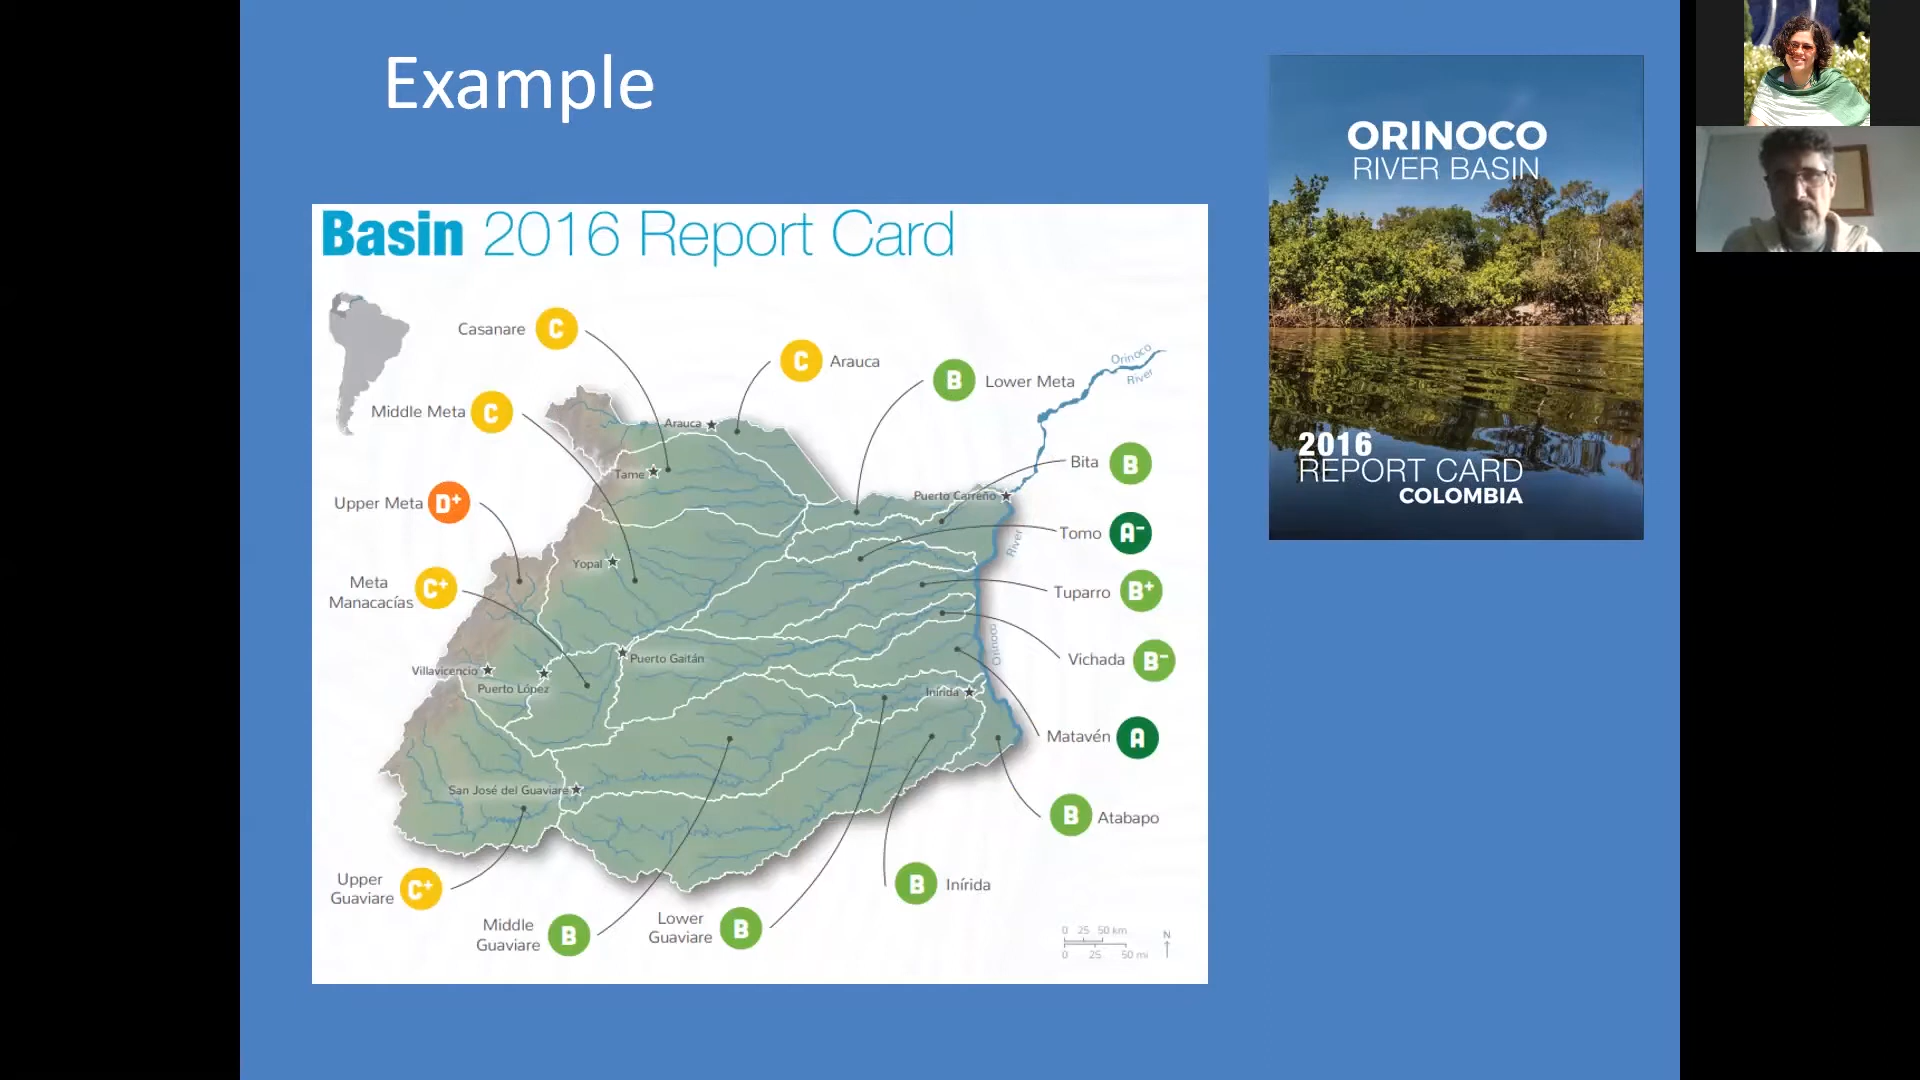 Example
Basin 2016 Report Card
Casanare C
C Arauca
B Lower Meta
Orinoco
River
Middle Meta C
Arauca
Bita B
Tame
Puerto Carreño
Upper Meta D+
Tomo A-
River
Yopal
Meta
Manacacías C+
Tuparro B+
Orinoco
Puerto Gaitán
Vichada B-
Villavicencio
Puerto López
Inírida
Matavén A
San José del Guaviare
B Atabapo
Upper
Guaviare C+
B Inírida
Middle
Guaviare B
Lower
Guaviare B
0 25 50 km
0 25 50 mi
N
ORINOCO
RIVER BASIN
2016
REPORT CARD
COLOMBIA